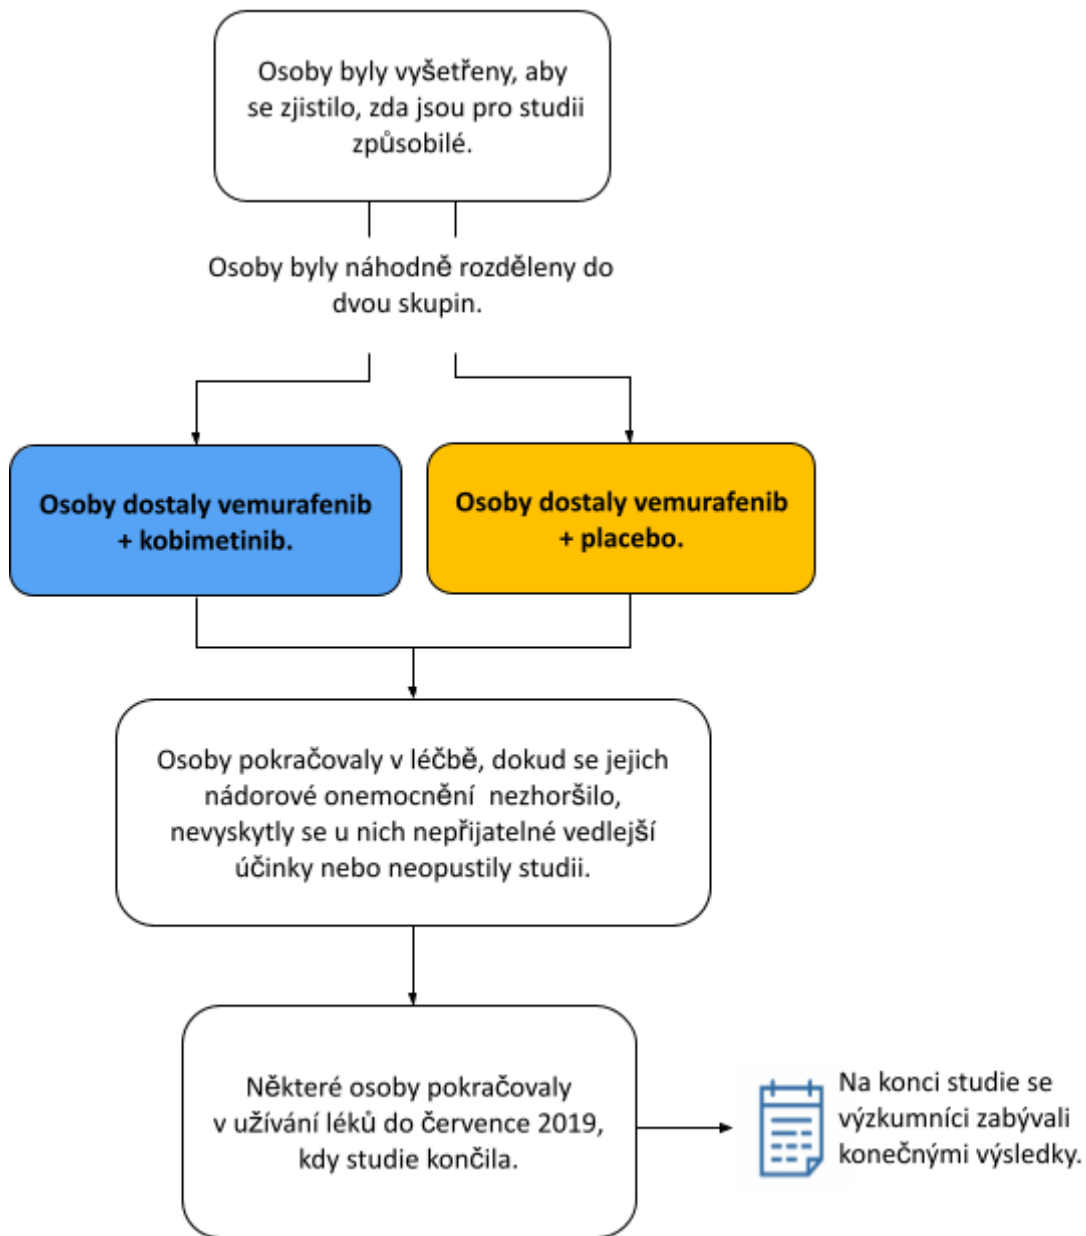 Osoby byly vyšetřeny, aby
se zjistilo, zda jsou pro studii
způsobilé.
Osoby byly náhodně rozděleny do
dvou skupin.
Osoby dostaly vemurafenib
+ kobimetinib.
Osoby dostaly vemurafenib
+ placebo.
Osoby pokračovaly v léčbě, dokud se jejich
nádorové onemocnění nezhoršilo,
nevyskytly se u nich nepřijatelné vedlejší
účinky nebo neopustily studii.
Některé osoby pokračovaly
v užívání léků do července 2019,
kdy studie končila.
Na konci studie se
výzkumníci zabývali
konečnými výsledky.